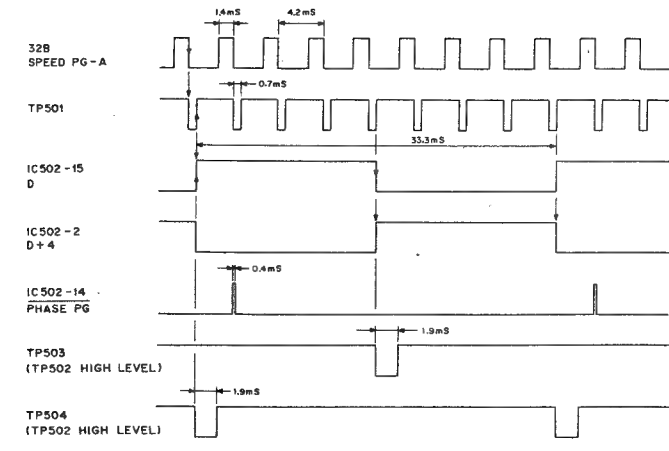 1.4mS
4.2mS
32B
SPEED PG-A
0.7mS
TP501
33.3mS
IC502-15
D
IC502-2
D+4
0.4mS
IC502-14
PHASE PG
1.9mS
TP503
(TP502 HIGH LEVEL)
1.9mS
TP504
(TP502 HIGH LEVEL)